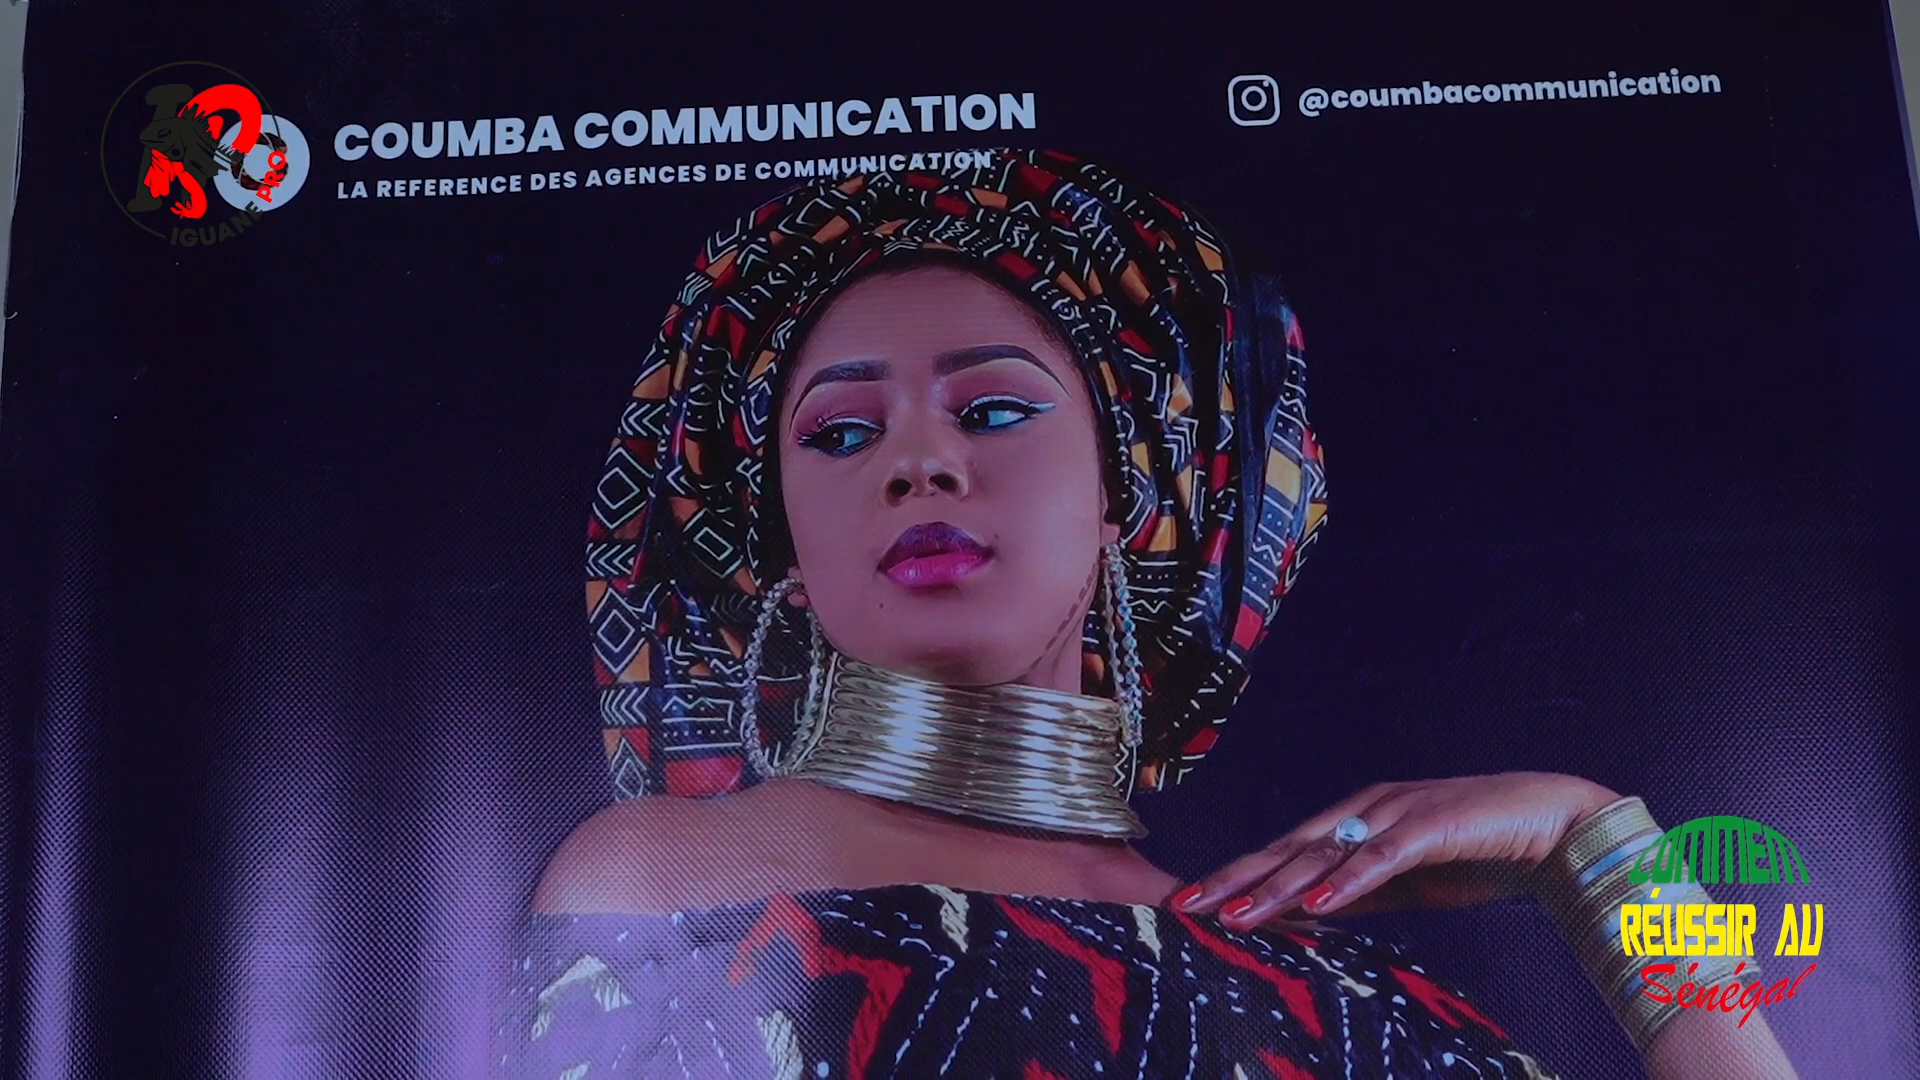 COUMBA COMMUNICATION
LA REFERENCE DES AGENCES DE COMMUNICATION
@coumbacommunication
IGUANE PRO
COMMENT
RÉUSSIR AU
Sénégal